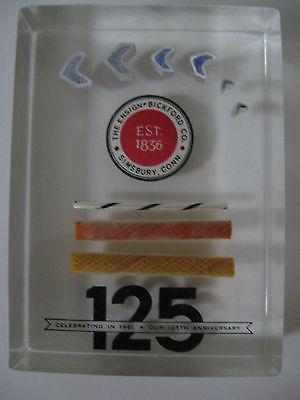 THE ENSIGN-BICKFORD CO.
EST.
1836
★ SIMSBURY, CONN ★
125
CELEBRATING IN 1961 ★ OUR 125TH ANNIVERSARY